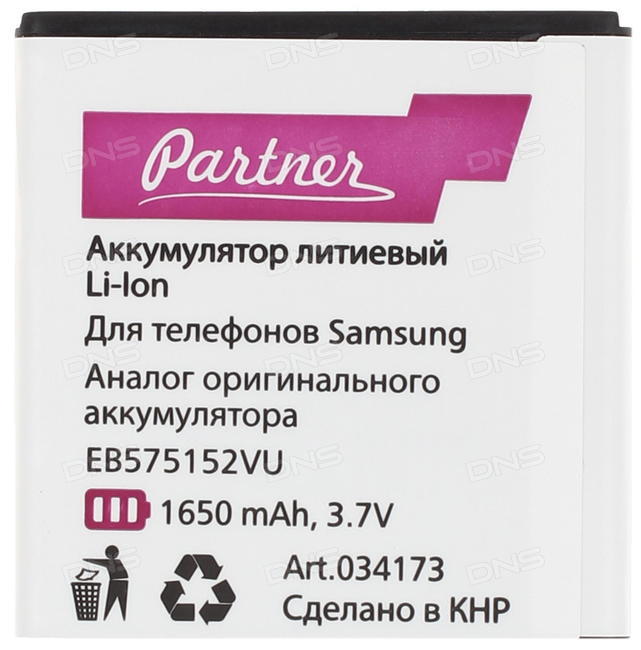 Partner
Аккумулятор литиевый
Li-Ion
Для телефонов Samsung
Аналог оригинального
аккумулятора
EB575152VU
1650 mAh, 3.7V
Art.034173
Сделано в КНР